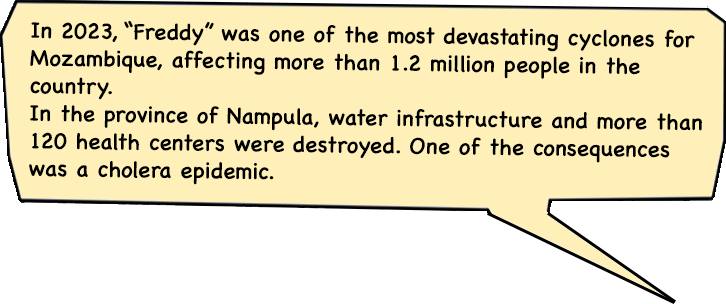 In 2023, “Freddy” was one of the most devastating cyclones for
Mozambique, affecting more than 1.2 million people in the
country.
In the province of Nampula, water infrastructure and more than
120 health centers were destroyed. One of the consequences
was a cholera epidemic.